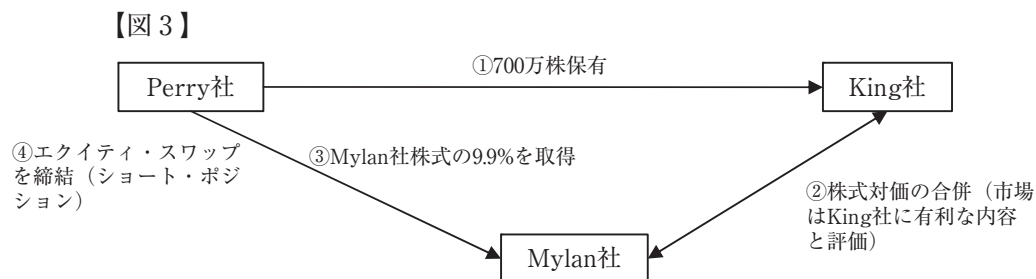 【図3】
①700万株保有
Perry社
King社
④エクイティ・スワップ
を締結（ショート・ポジ
ション）
③Mylan社株式の9.9%を取得
②株式対価の合併（市場
はKing社に有利な内容
と評価）
Mylan社